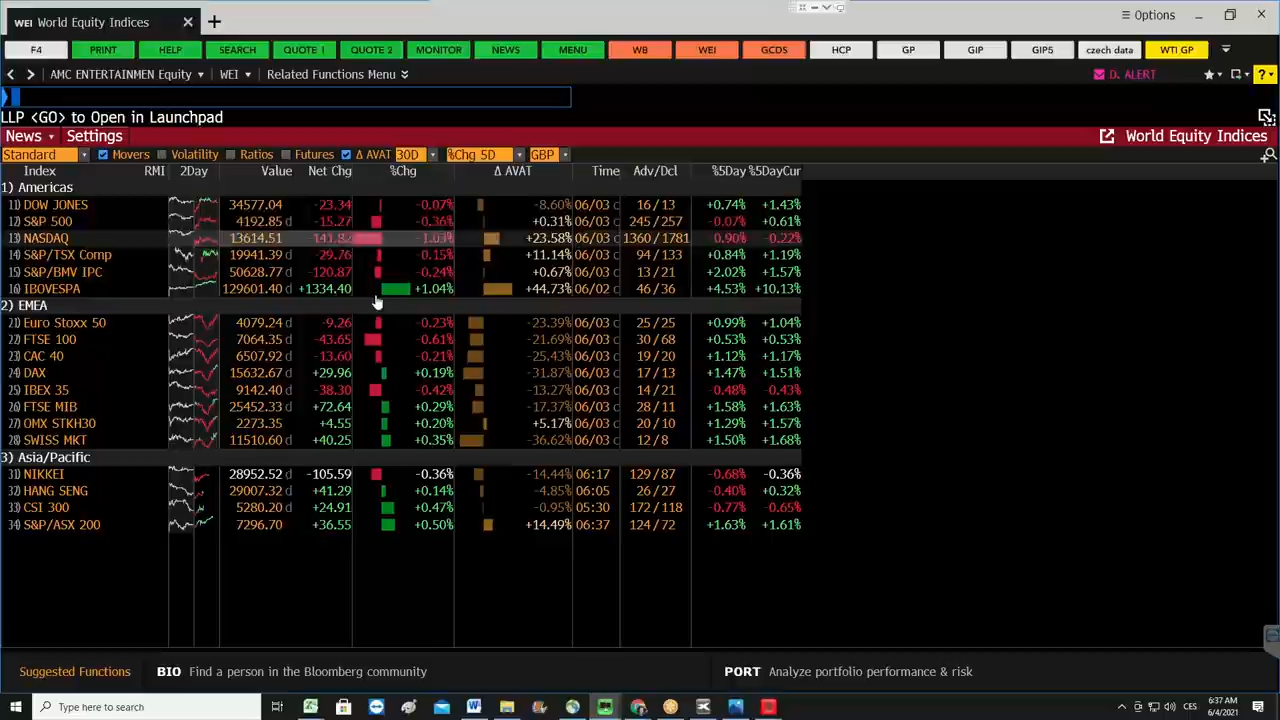 WEI World Equity Indices
Options
F4 PRINT HELP SEARCH QUOTE 1 QUOTE 2 MONITOR NEWS MENU WB WEI GCDS HCP GP GIP GIP5 czech data WTI GP
AMC ENTERTAINMEN Equity WEI Related Functions Menu D. ALERT
LLP <GO> to Open in Launchpad
News Settings World Equity Indices
Standard Movers Volatility Ratios Futures Δ AVAT 30D %Chg 5D GBP
Index RMI 2Day Value Net Chg %Chg Δ AVAT Time Adv/Dcl %5Day %5DayCur
1) Americas
11) DOW JONES 34577.04 -23.34 -0.07% -8.60% 06/03 c 16/13 +0.74% +1.43%
12) S&P 500 4192.85 d -15.27 -0.36% +0.31% 06/03 c 245/257 -0.07% +0.61%
13) NASDAQ 13614.51 -141.82 -1.03% +23.58% 06/03 c 1360/1781 0.90% -0.22%
14) S&P/TSX Comp 19941.39 d -29.76 -0.15% +11.14% 06/03 c 94/133 +0.84% +1.19%
15) S&P/BMV IPC 50628.77 d -120.87 -0.24% +0.67% 06/03 c 13/21 +2.02% +1.57%
16) IBOVESPA 129601.40 d +1334.40 +1.04% +44.73% 06/02 c 46/36 +4.53% +10.13%
2) EMEA
21) Euro Stoxx 50 4079.24 d -9.26 -0.23% -23.39% 06/03 c 25/25 +0.99% +1.04%
22) FTSE 100 7064.35 d -43.65 -0.61% -21.69% 06/03 c 30/68 +0.53% +0.53%
23) CAC 40 6507.92 d -13.60 -0.21% -25.43% 06/03 c 19/20 +1.12% +1.17%
24) DAX 15632.67 d +29.96 +0.19% -31.87% 06/03 c 17/13 +1.47% +1.51%
25) IBEX 35 9142.40 d -38.30 -0.42% -13.27% 06/03 c 14/21 -0.48% -0.43%
26) FTSE MIB 25452.33 d +72.64 +0.29% -17.37% 06/03 c 28/11 +1.58% +1.63%
27) OMX STKH30 2273.35 +4.55 +0.20% +5.17% 06/03 c 20/10 +1.29% +1.57%
28) SWISS MKT 11510.60 d +40.25 +0.35% -36.62% 06/03 c 12/8 +1.50% +1.68%
3) Asia/Pacific
31) NIKKEI 28952.52 d -105.59 -0.36% -14.44% 06:17 129/87 -0.68% -0.36%
32) HANG SENG 29007.32 d +41.29 +0.14% -4.85% 06:05 26/27 -0.40% +0.32%
33) CSI 300 5280.20 d +24.91 +0.47% -0.95% 05:30 172/118 -0.77% -0.65%
34) S&P/ASX 200 7296.70 +36.55 +0.50% +14.49% 06:37 124/72 +1.63% +1.61%
Suggested Functions BIO Find a person in the Bloomberg community PORT Analyze portfolio performance & risk
Type here to search CES 6:37 AM
6/4/2021